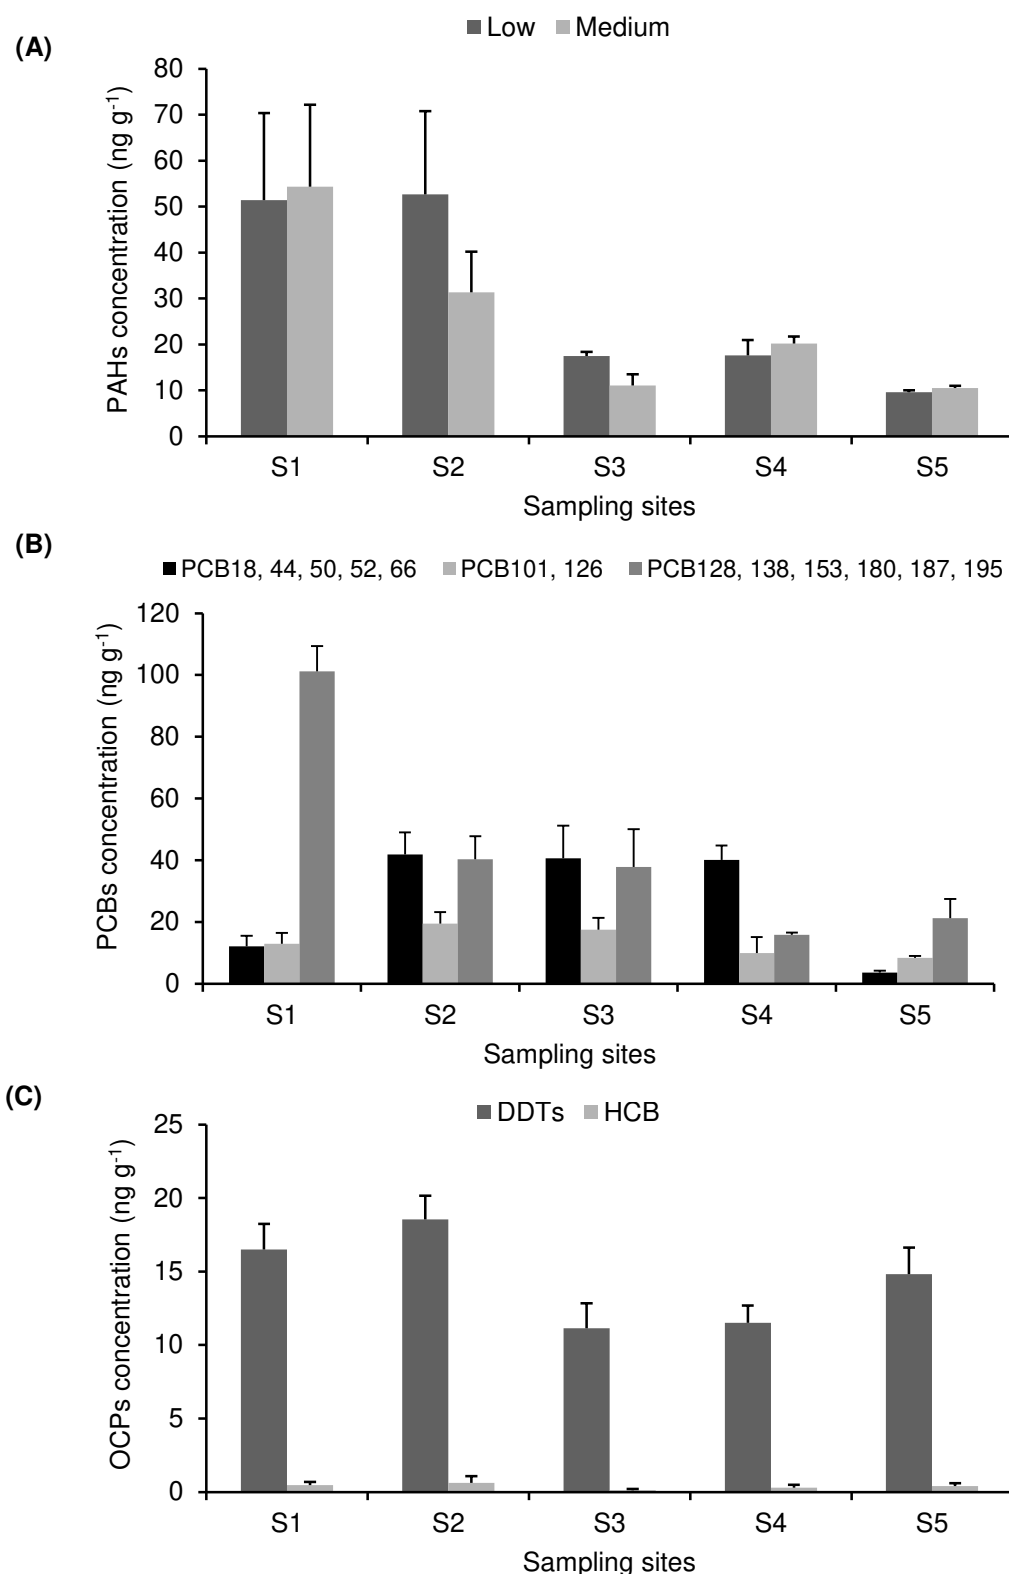 (A)
Low Medium
PAHs concentration (ng g⁻¹)
80
70
60
50
40
30
20
10
0
S1 S2 S3 S4 S5
Sampling sites
(B)
PCB18, 44, 50, 52, 66 PCB101, 126 PCB128, 138, 153, 180, 187, 195
PCBs concentration (ng g⁻¹)
120
100
80
60
40
20
0
S1 S2 S3 S4 S5
Sampling sites
(C)
DDTs HCB
OCPs concentration (ng g⁻¹)
25
20
15
10
5
0
S1 S2 S3 S4 S5
Sampling sites